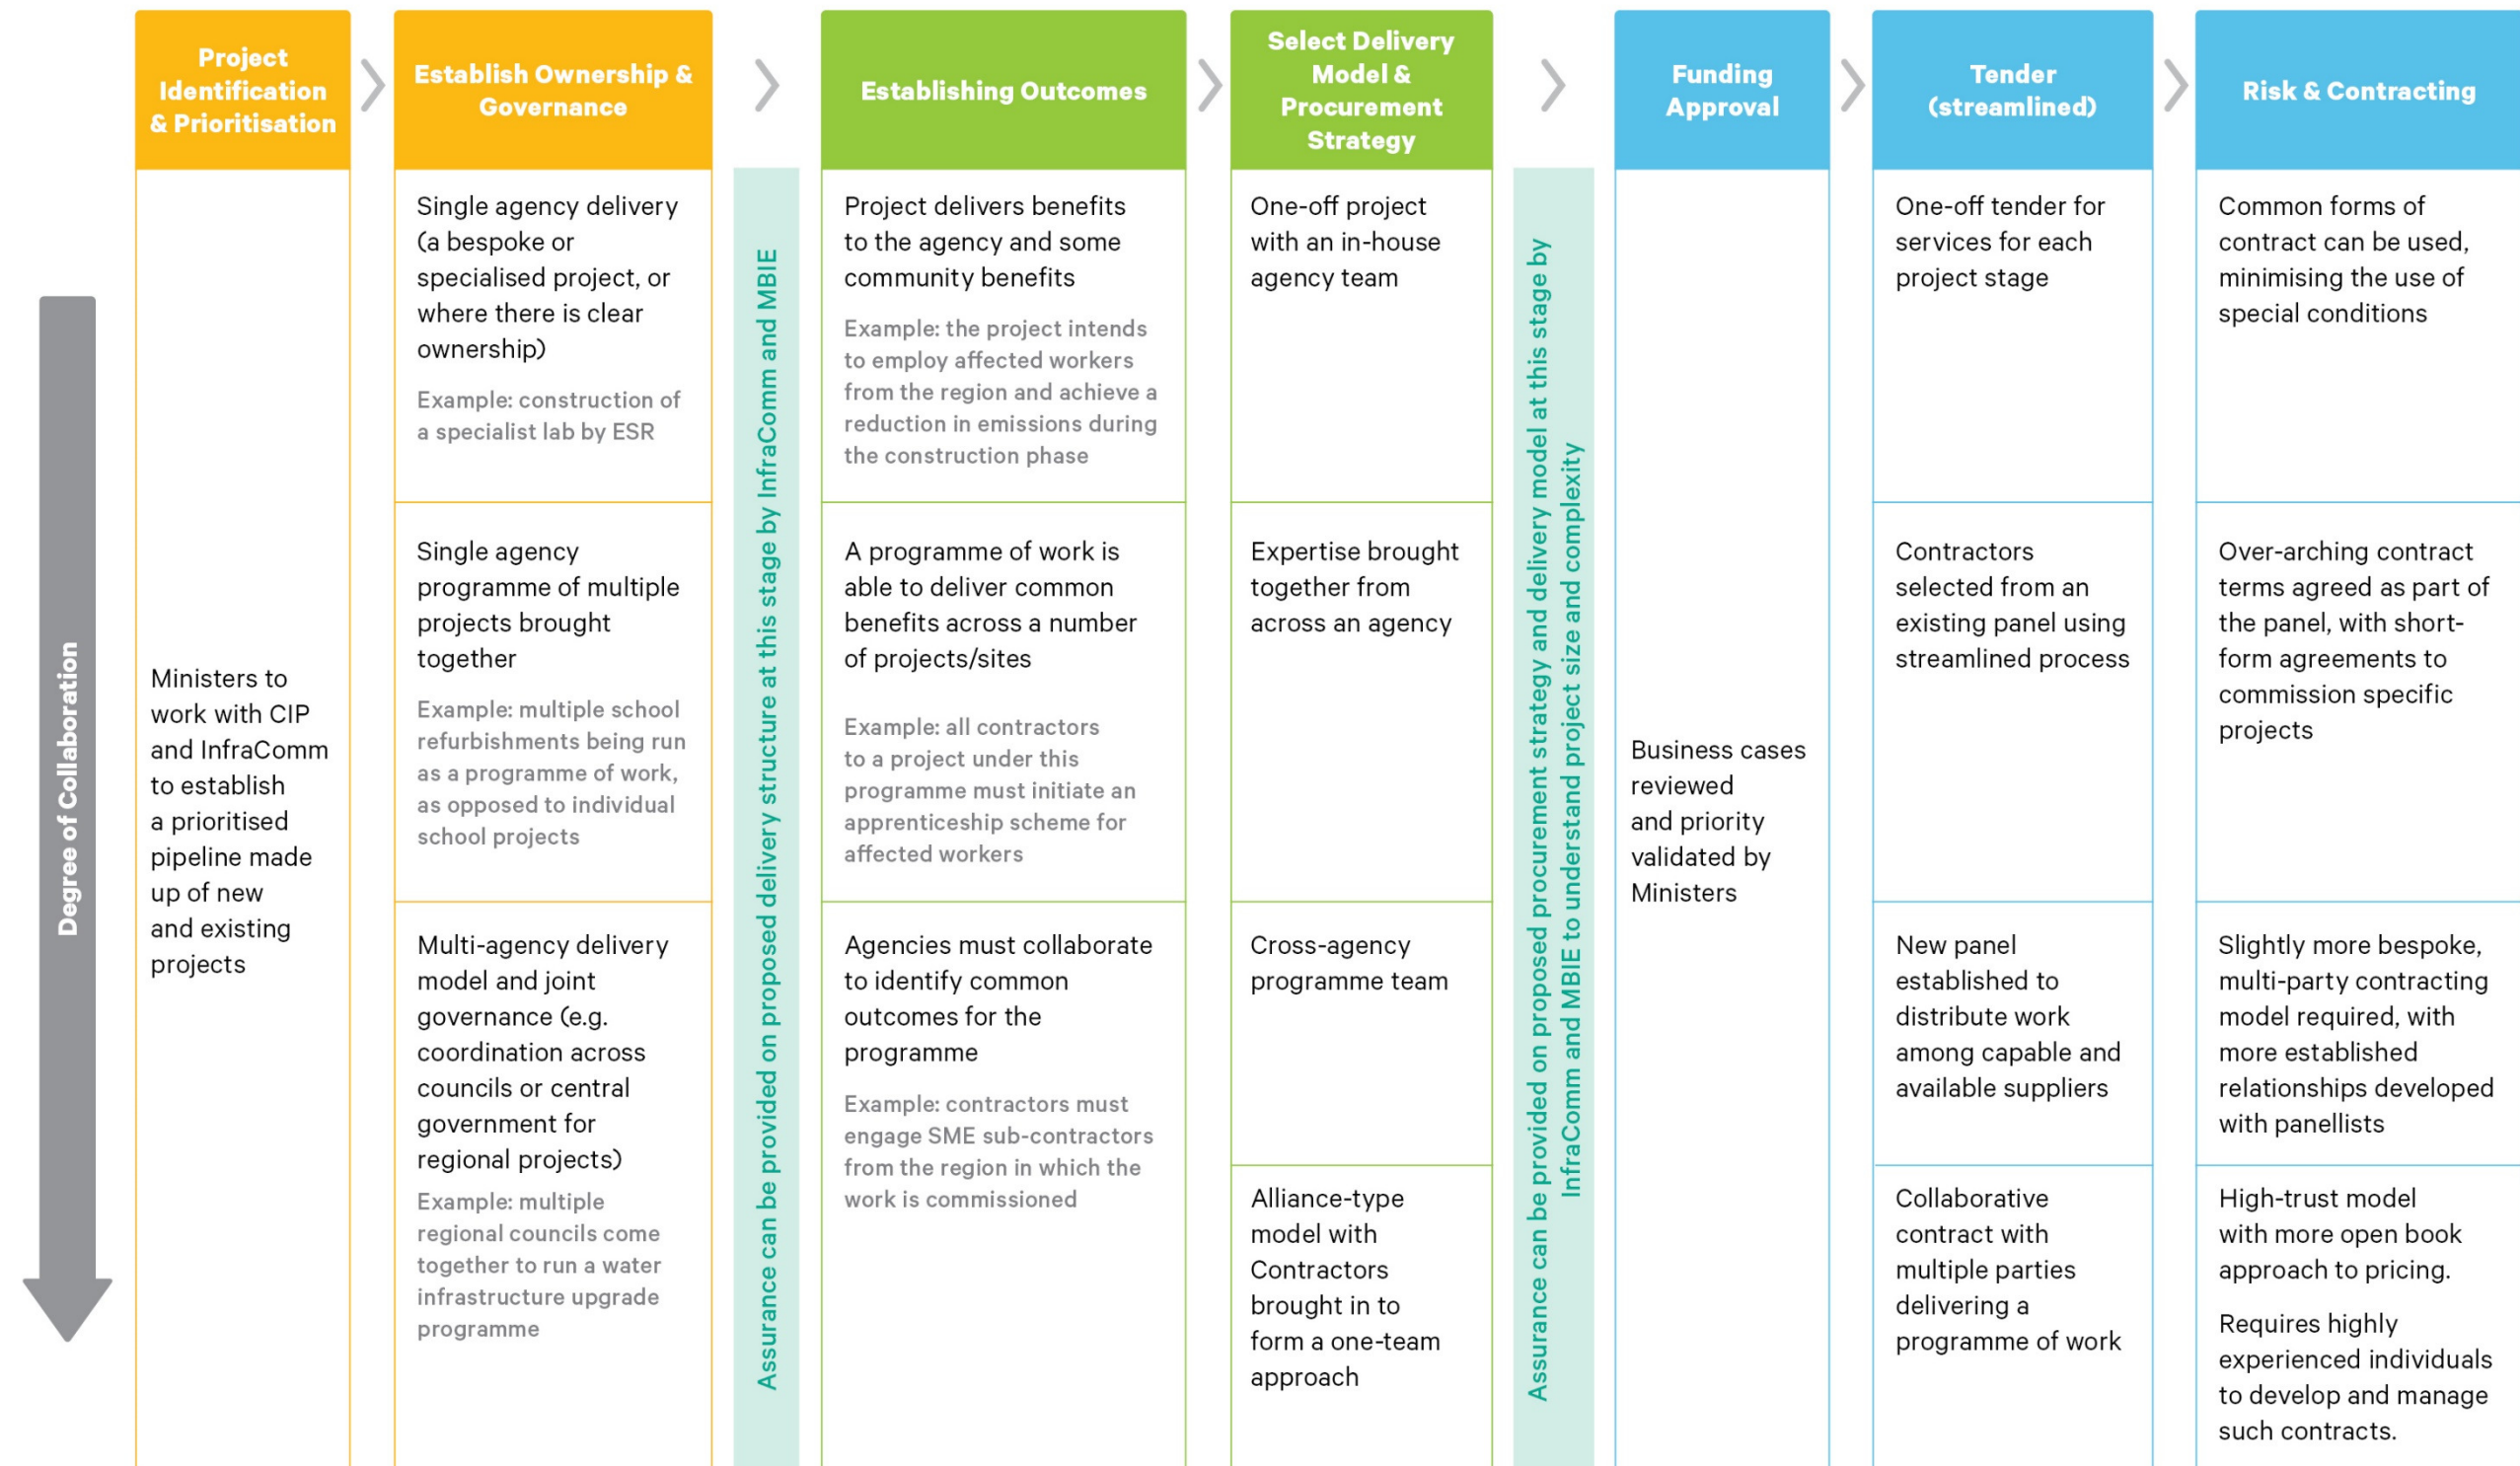 Project
Identification
& Prioritisation
Establish Ownership &
Governance
Establishing Outcomes
Select Delivery
Model &
Procurement
Strategy
Funding
Approval
Tender
(streamlined)
Risk & Contracting
Degree of Collaboration
Ministers to
work with CIP
and InfraComm
to establish
a prioritised
pipeline made
up of new
and existing
projects
Single agency delivery
(a bespoke or
specialised project, or
where there is clear
ownership)
Example: construction of
a specialist lab by ESR
Single agency
programme of multiple
projects brought
together
Example: multiple school
refurbishments being run
as a programme of work,
as opposed to individual
school projects
Multi-agency delivery
model and joint
governance (e.g.
coordination across
councils or central
government for
regional projects)
Example: multiple
regional councils come
together to run a water
infrastructure upgrade
programme
Assurance can be provided on proposed delivery structure at this stage by InfraComm and MBIE
Project delivers benefits
to the agency and some
community benefits
Example: the project intends
to employ affected workers
from the region and achieve a
reduction in emissions during
the construction phase
A programme of work is
able to deliver common
benefits across a number
of projects/sites
Example: all contractors
to a project under this
programme must initiate an
apprenticeship scheme for
affected workers
Agencies must collaborate
to identify common
outcomes for the
programme
Example: contractors must
engage SME sub-contractors
from the region in which the
work is commissioned
One-off project
with an in-house
agency team
Expertise brought
together from
across an agency
Cross-agency
programme team
Alliance-type
model with
Contractors
brought in to
form a one-team
approach
Assurance can be provided on proposed procurement strategy and delivery model at this stage by
InfraComm and MBIE to understand project size and complexity
Business cases
reviewed
and priority
validated by
Ministers
One-off tender for
services for each
project stage
Contractors
selected from an
existing panel using
streamlined process
New panel
established to
distribute work
among capable and
available suppliers
Collaborative
contract with
multiple parties
delivering a
programme of work
Common forms of
contract can be used,
minimising the use of
special conditions
Over-arching contract
terms agreed as part of
the panel, with short-
form agreements to
commission specific
projects
Slightly more bespoke,
multi-party contracting
model required, with
more established
relationships developed
with panellists
High-trust model
with more open book
approach to pricing.
Requires highly
experienced individuals
to develop and manage
such contracts.